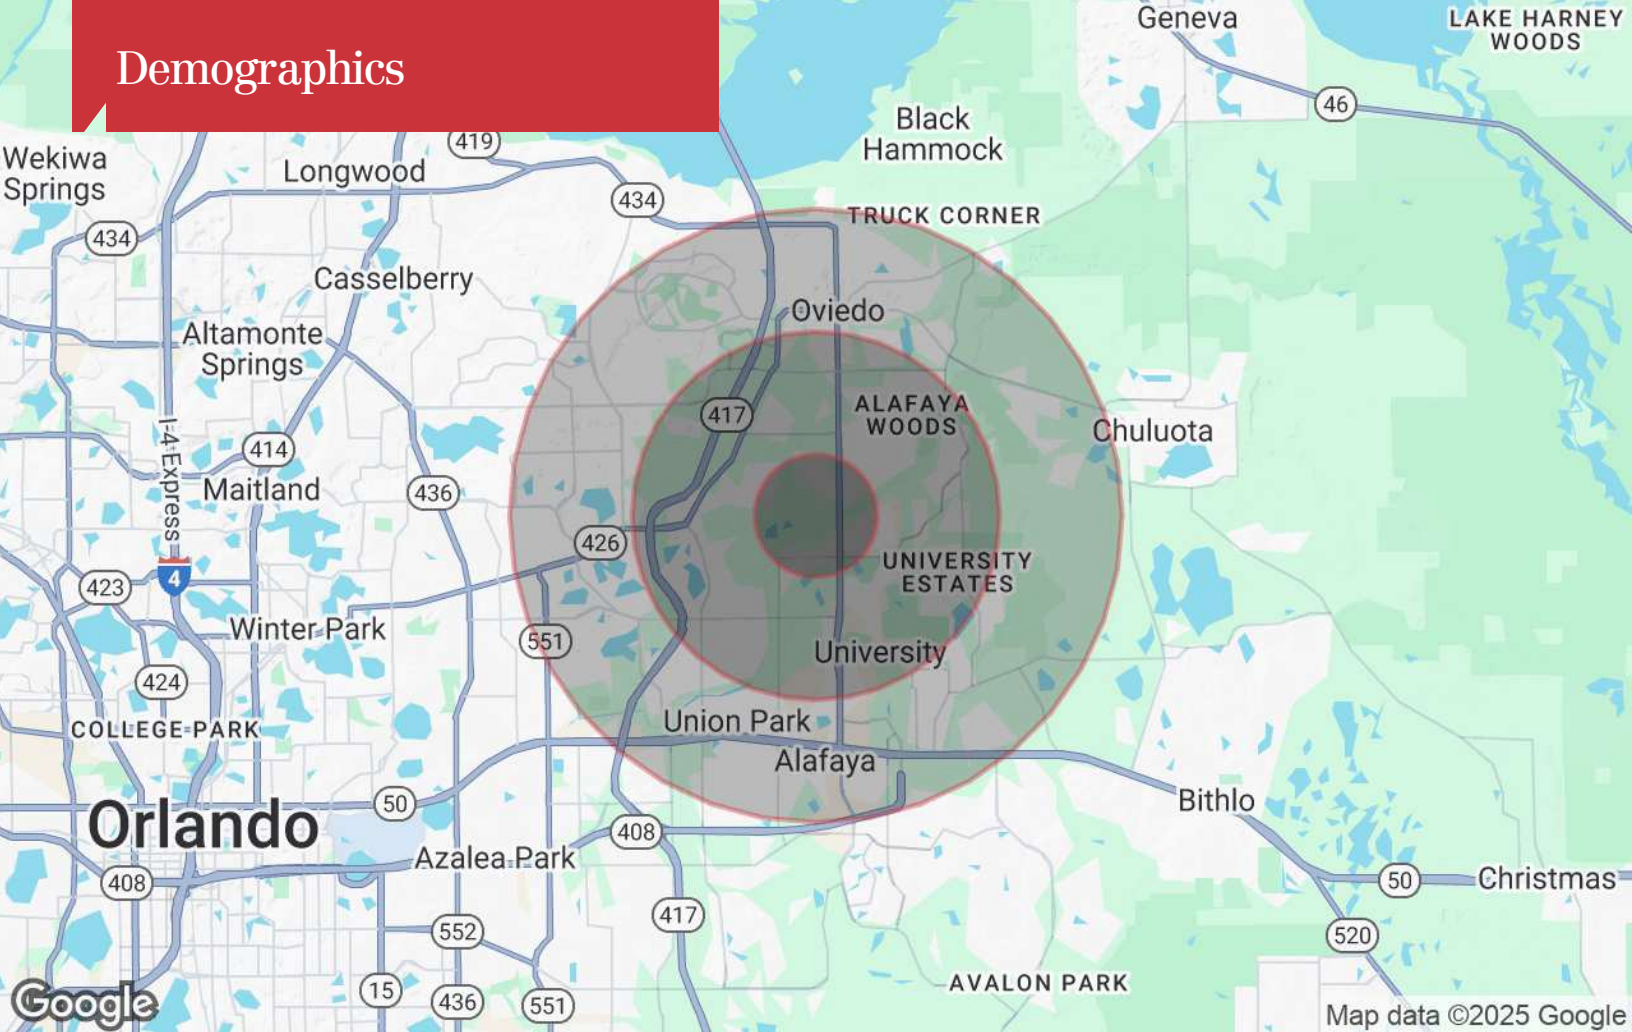 Demographics
Geneva
LAKE HARNEY
WOODS
46
Black
Hammock
419
Wekiwa
Springs
Longwood
434
TRUCK CORNER
434
Casselberry
Oviedo
Altamonte
Springs
417
ALAFAYA
WOODS
Chuluota
I-4 Express
414
Maitland
436
426
UNIVERSITY
ESTATES
4
423
Winter Park
551
University
424
COLLEGE PARK
Union Park
Alafaya
50
Bithlo
Orlando
408
Azalea Park
408
50
Christmas
417
552
520
15
436
551
AVALON PARK
Google
Map data ©2025 Google